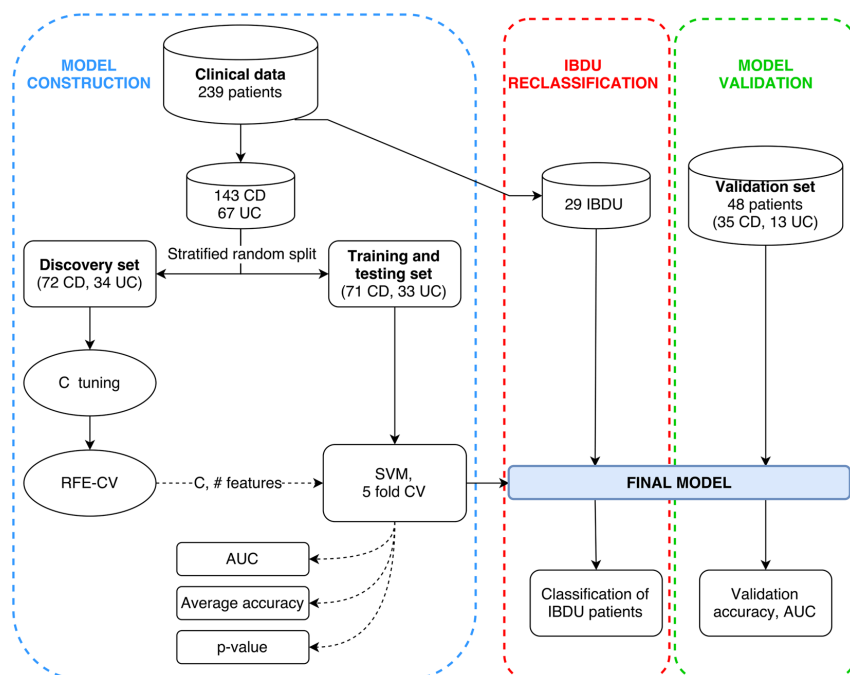 MODEL
CONSTRUCTION
Clinical data
239 patients
IBDU
RECLASSIFICATION
MODEL
VALIDATION
143 CD
67 UC
29 IBDU
Validation set
48 patients
(35 CD, 13 UC)
Stratified random split
Discovery set
(72 CD, 34 UC)
Training and
testing set
(71 CD, 33 UC)
C tuning
RFE-CV
C, # features
SVM,
5 fold CV
FINAL MODEL
AUC
Average accuracy
p-value
Classification of
IBDU patients
Validation
accuracy, AUC